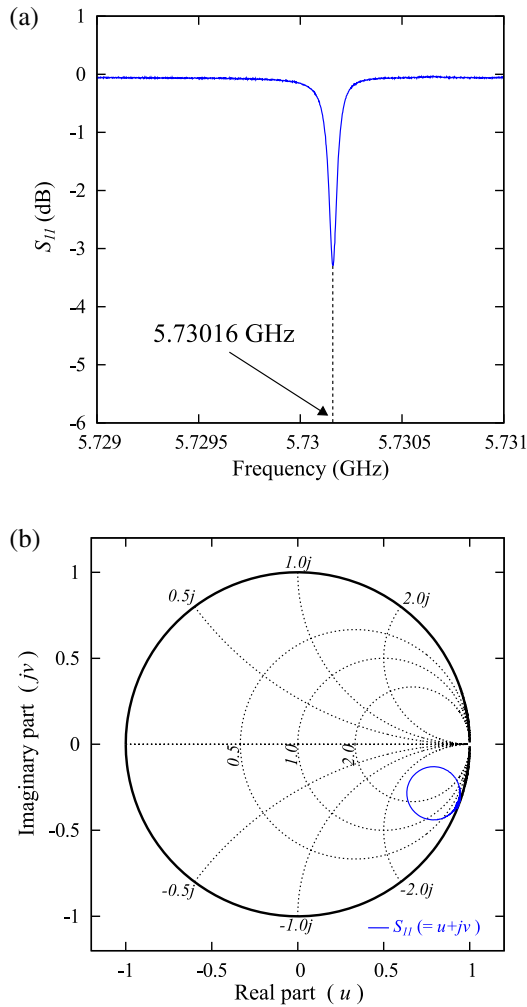 (a)
1
0
-1
-2
-3
-4
-5
-6
S11 (dB)
5.73016 GHz
5.729
5.7295
5.73
5.7305
5.731
Frequency (GHz)
(b)
1
0.5
0
-0.5
-1
Imaginary part ( jv )
1.0j
0.5j
2.0j
0.5
1.0
2.0
-0.5j
-2.0j
-1.0j
S11 (= u+jv )
-1
-0.5
0
0.5
1
Real part ( u )